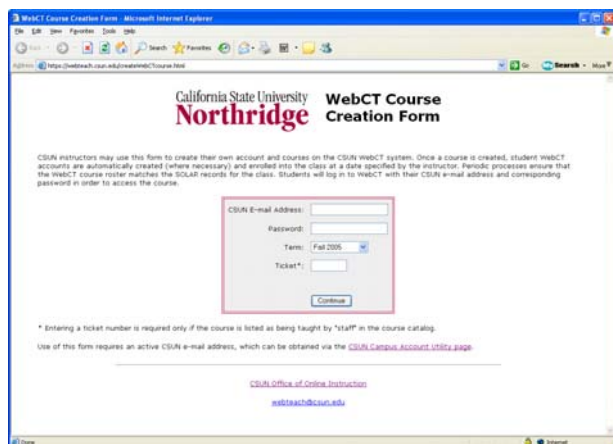 WebCT Course Creation Form - Microsoft Internet Explorer
File Edit View Favorites Tools Help
Back Search Favorites
Address https://webteach.csun.edu/createWebCTcourse.html Go Search More
California State University
Northridge
WebCT Course
Creation Form
CSUN instructors may use this form to create their own account and courses on the CSUN WebCT system. Once a course is created, student WebCT
accounts are automatically created (where necessary) and enrolled into the class at a date specified by the instructor. Periodic processes ensure that
the WebCT course roster matches the SOLAR records for the class. Students will log in to WebCT with their CSUN e-mail address and corresponding
password in order to access the course.
CSUN E-mail Address:
Password:
Term: Fall 2005
Ticket*:
Continue
* Entering a ticket number is required only if the course is listed as being taught by "staff" in the course catalog.
Use of this form requires an active CSUN e-mail address, which can be obtained via the CSUN Campus Account Utility page.
CSUN Office of Online Instruction
webteach@csun.edu
Done Internet